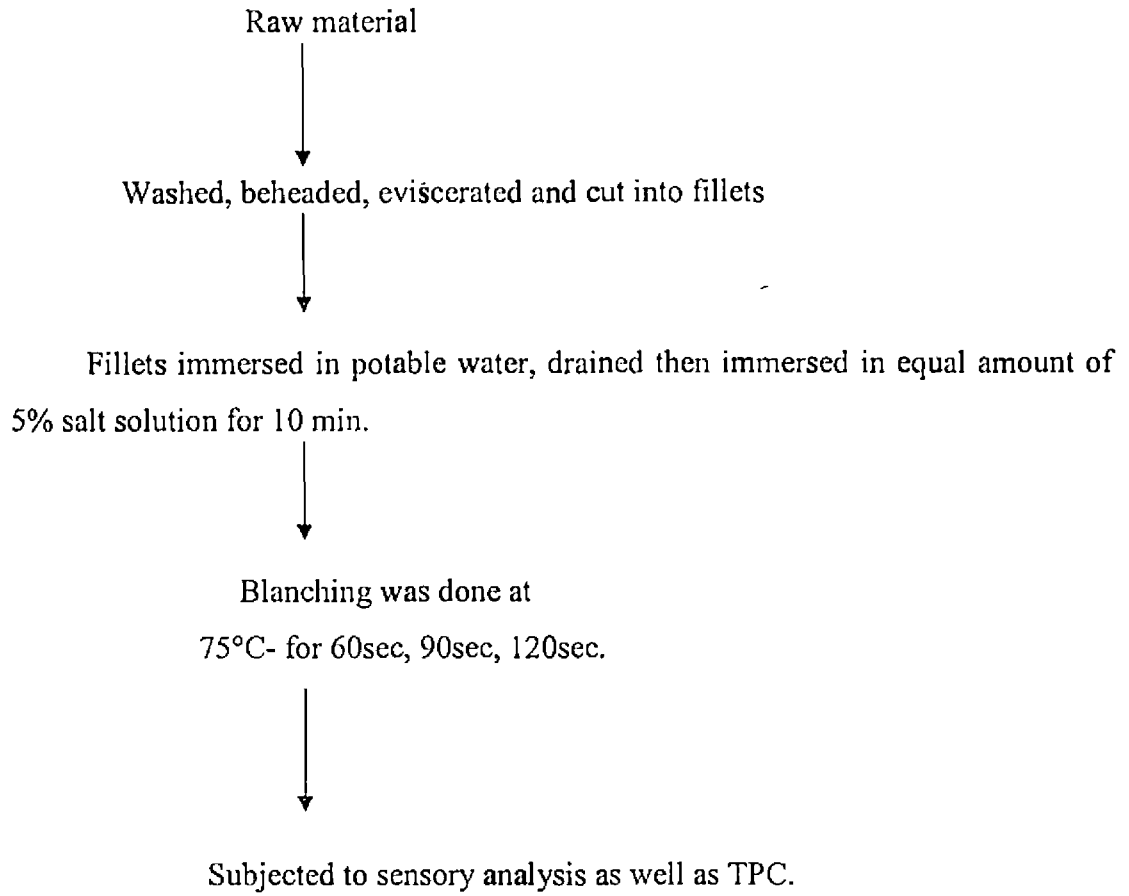 Raw material
Washed, beheaded, eviscerated and cut into fillets
Fillets immersed in potable water, drained then immersed in equal amount of
5% salt solution for 10 min.
Blanching was done at
75°C- for 60sec, 90sec, 120sec.
Subjected to sensory analysis as well as TPC.